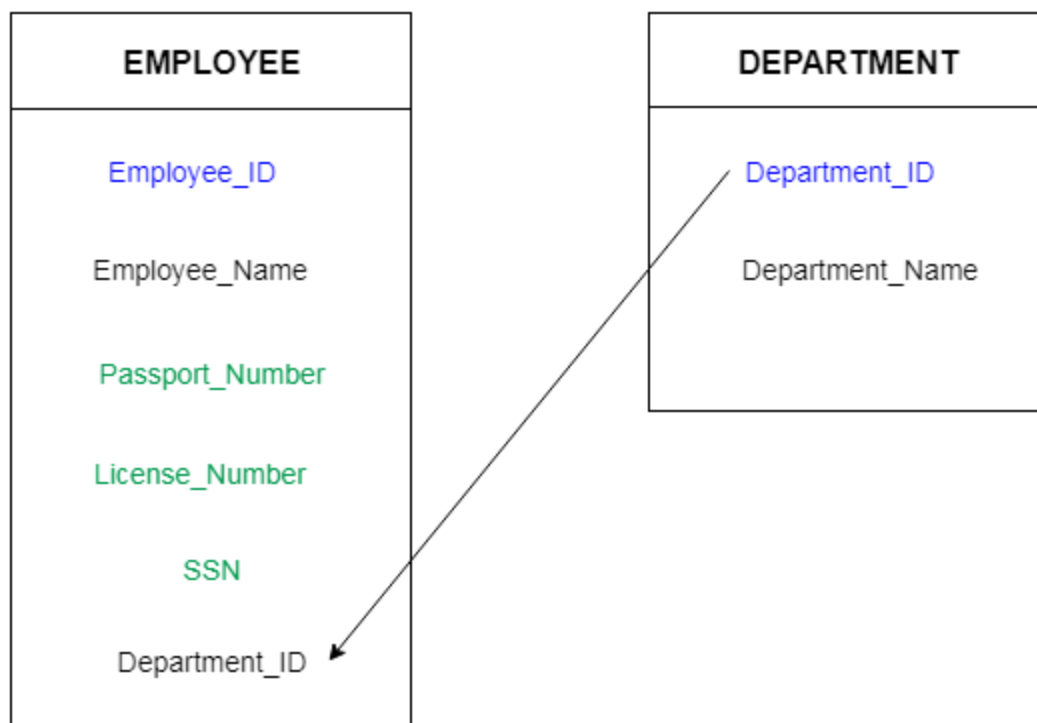 EMPLOYEE
Employee_ID
Employee_Name
Passport_Number
License_Number
SSN
Department_ID
DEPARTMENT
Department_ID
Department_Name